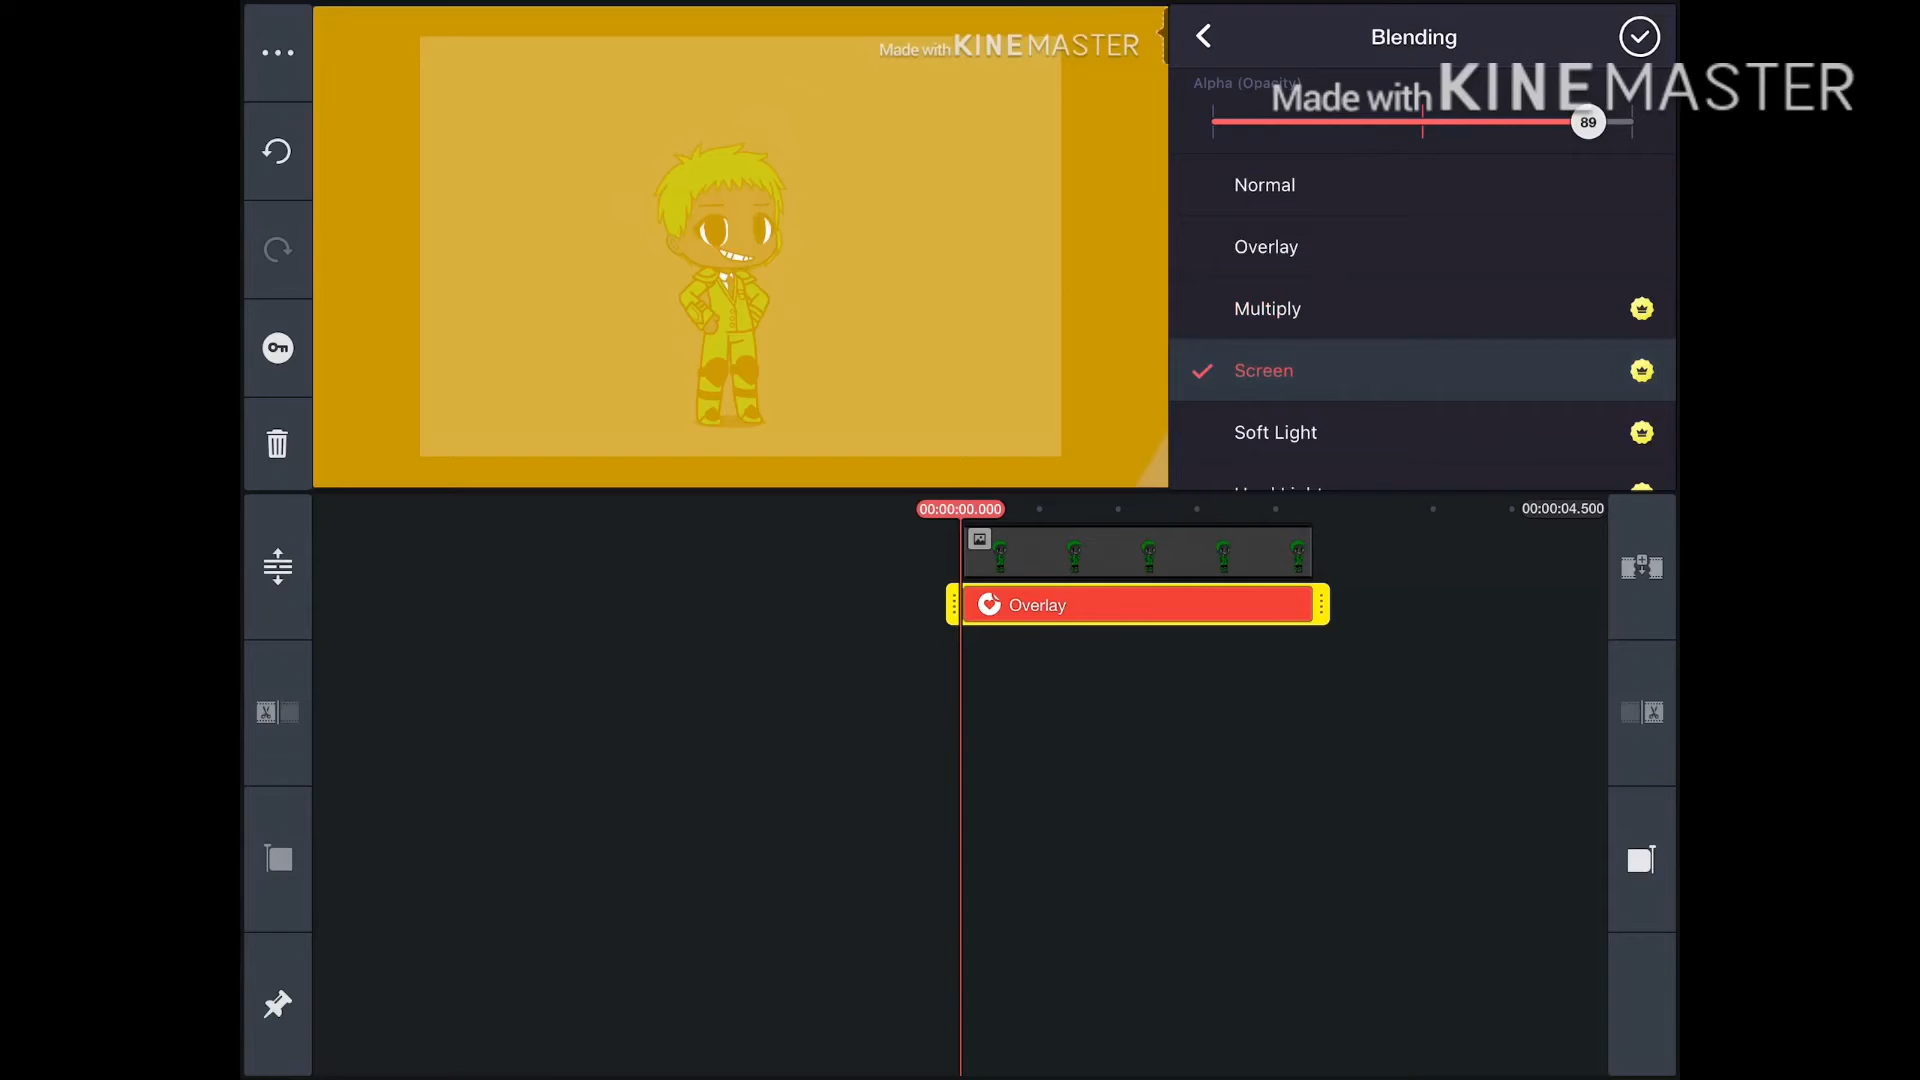 Made with KINEMASTER
Blending
Alpha (Opacity)
Made with KINEMASTER
89
Normal
Overlay
Multiply
Screen
Soft Light
00:00:00.000
00:00:04.500
Overlay